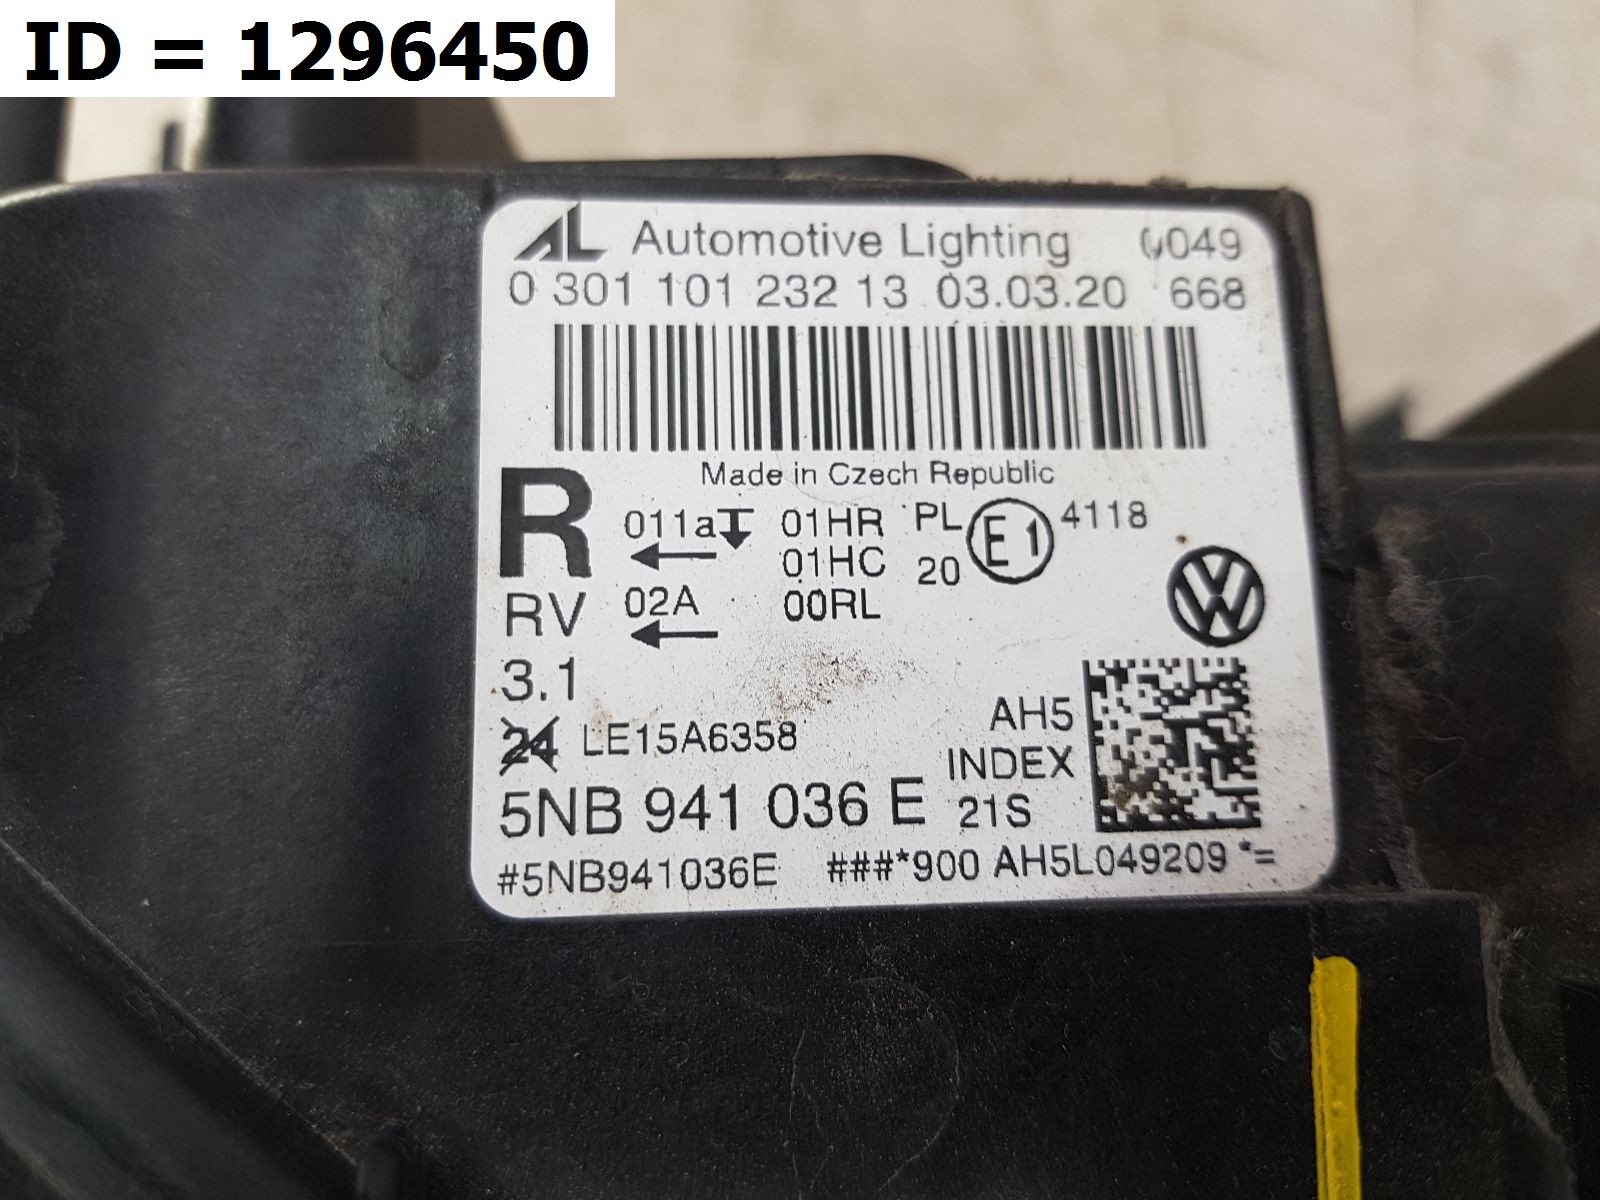 ID = 1296450
AL Automotive Lighting 0049
0 301 101 232 13 03.03.20 668
Made in Czech Republic
R 011a 01HR PL E1 4118
01HC 20
RV 02A 00RL
3.1
24 LE15A6358 AH5
INDEX
5NB 941 036 E 21S
#5NB941036E ###*900 AH5L049209 *=